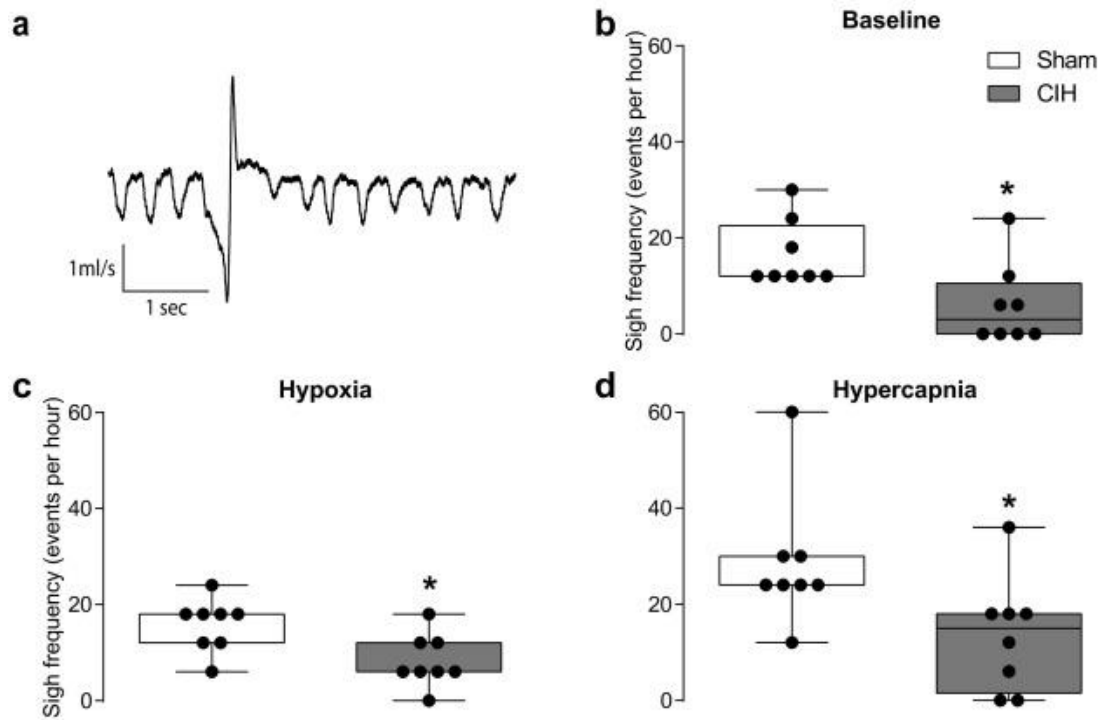 a
1ml/s
1 sec
b
Baseline
Sigh frequency (events per hour)
60
40
20
0
Sham
CIH
*
c
Hypoxia
Sigh frequency (events per hour)
60
40
20
0
*
d
Hypercapnia
60
40
20
0
*